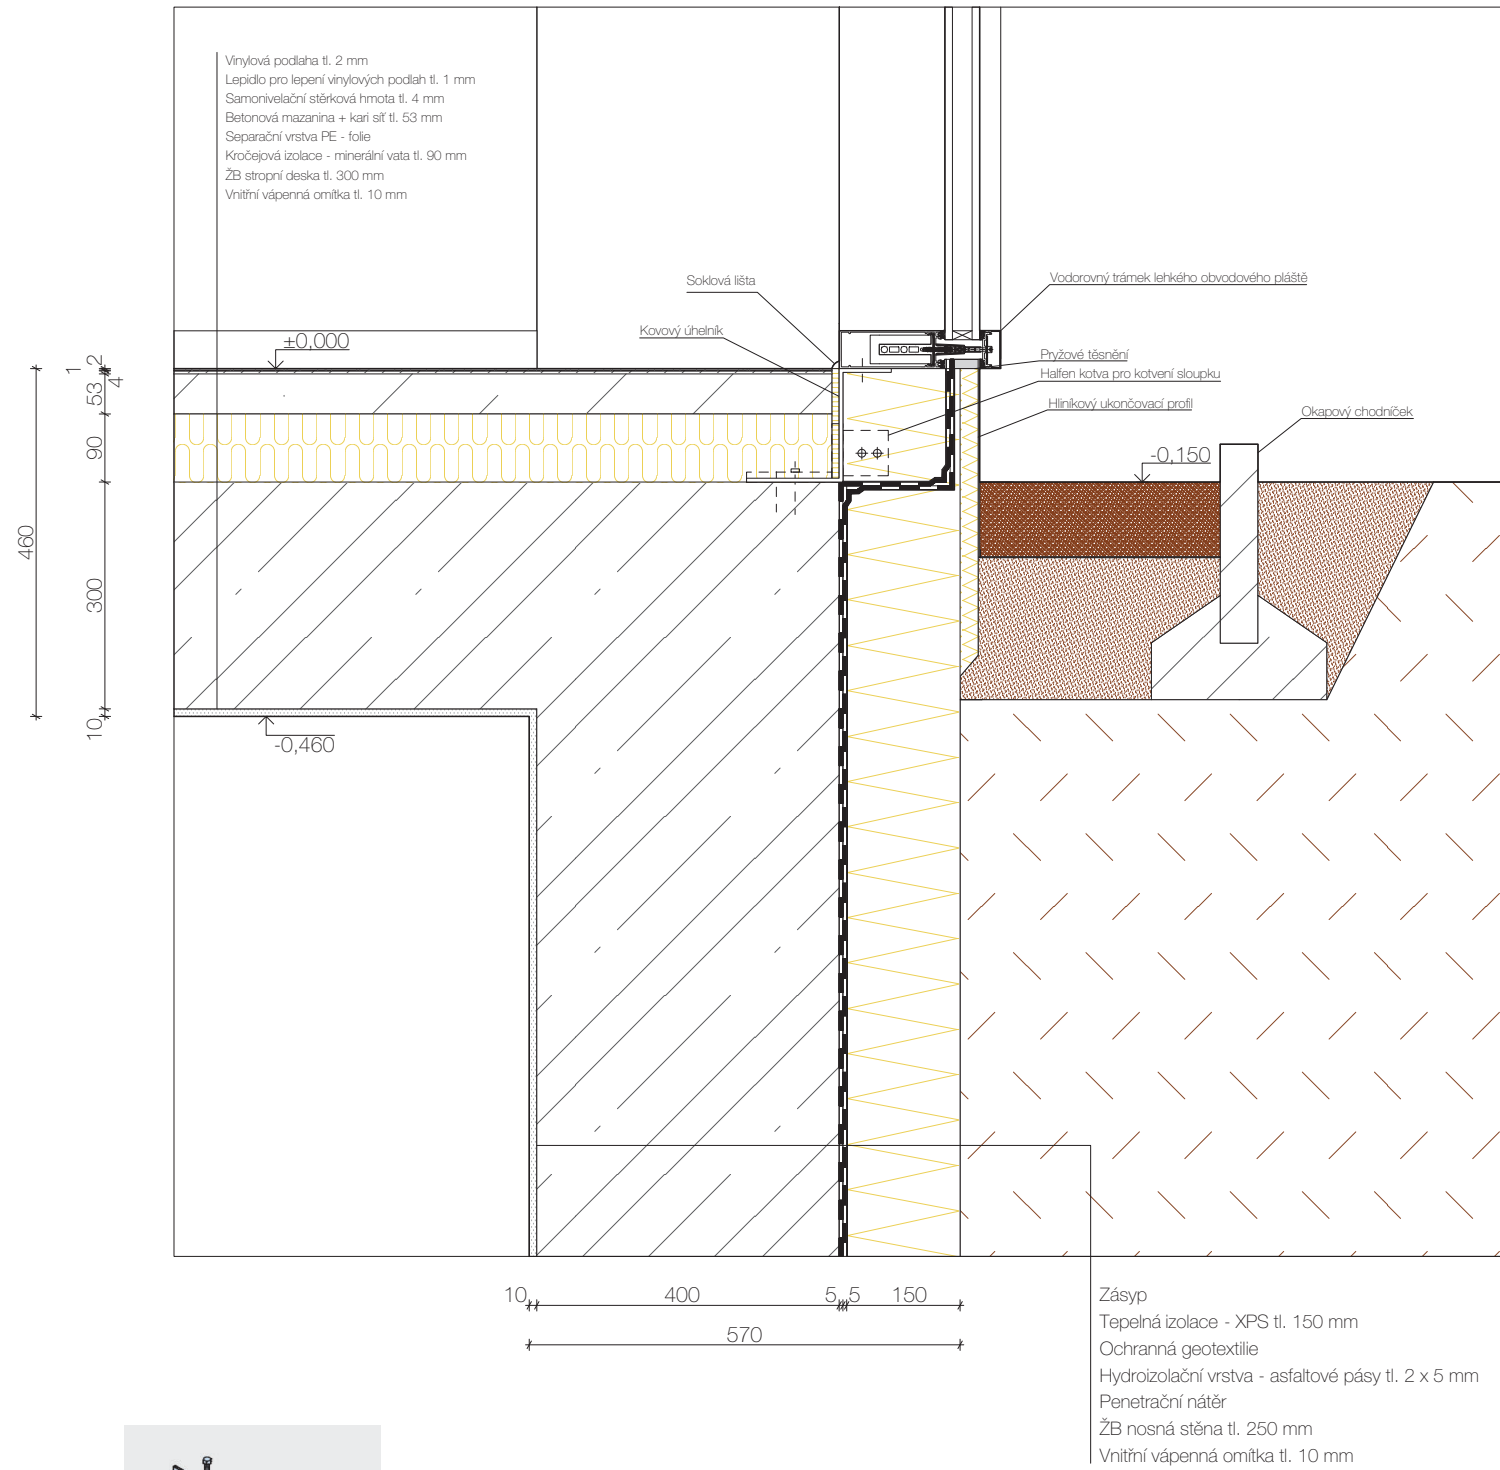 Vinylová podlaha tl. 2 mm
Lepidlo pro lepení vinylových podlah tl. 1 mm
Samonivelační stěrková hmota tl. 4 mm
Betonová mazanina + kari síť tl. 53 mm
Separační vrstva PE - folie
Kročejová izolace - minerální vata tl. 90 mm
ŽB stropní deska tl. 300 mm
Vnitřní vápenná omítka tl. 10 mm
Soklová lišta
Vodorovný trámek lehkého obvodového pláště
Kovový úhelník
±0,000
Pryžové těsnění
Halfen kotva pro kotvení sloupku
Hliníkový ukončovací profil
Okapový chodníček
-0,150
1
2
4
53
90
460
300
10
-0,460
10
400
5
5
150
570
Zásyp
Tepelná izolace - XPS tl. 150 mm
Ochranná geotextilie
Hydroizolační vrstva - asfaltové pásy tl. 2 x 5 mm
Penetrační nátěr
ŽB nosná stěna tl. 250 mm
Vnitřní vápenná omítka tl. 10 mm